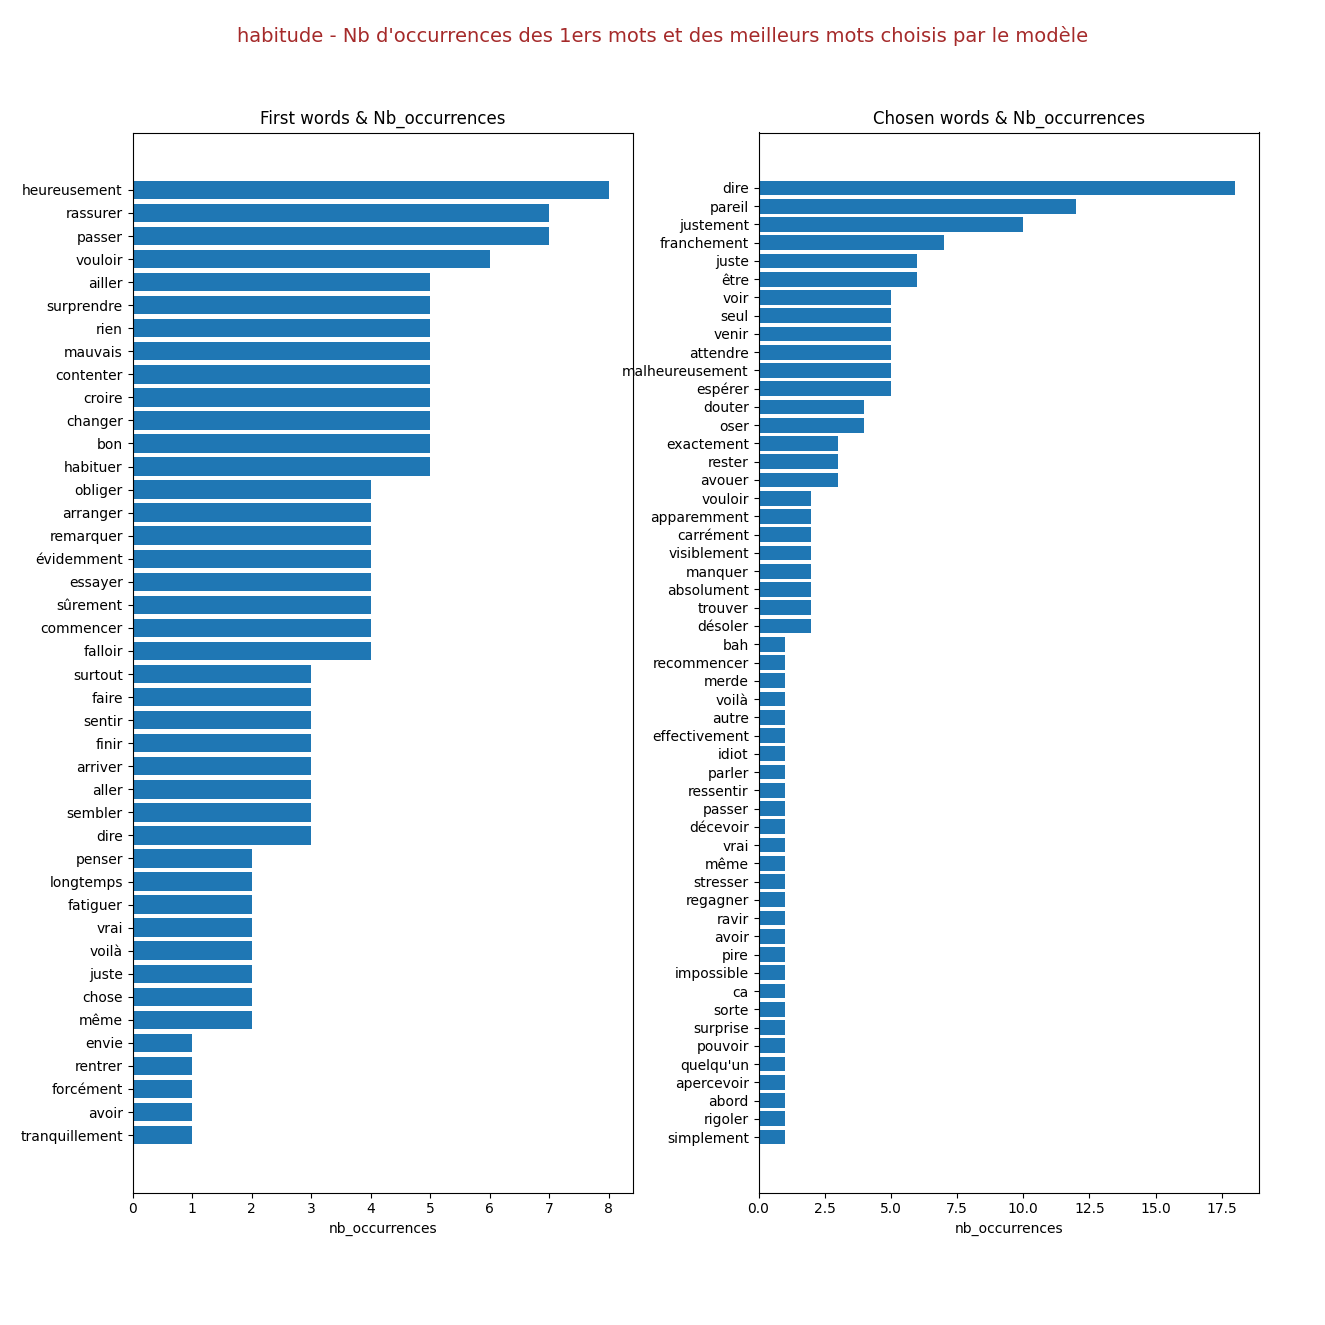 habitude - Nb d'occurrences des 1ers mots et des meilleurs mots choisis par le modèle
First words & Nb_occurrences
heureusement
rassurer
passer
vouloir
ailler
surprendre
rien
mauvais
contenter
croire
changer
bon
habituer
obliger
arranger
remarquer
évidemment
essayer
sûrement
commencer
falloir
surtout
faire
sentir
finir
arriver
aller
sembler
dire
penser
longtemps
fatiguer
vrai
voilà
juste
chose
même
envie
rentrer
forcément
avoir
tranquillement
0 1 2 3 4 5 6 7 8
nb_occurrences
Chosen words & Nb_occurrences
dire
pareil
justement
franchement
juste
être
voir
seul
venir
attendre
malheureusement
espérer
douter
oser
exactement
rester
avouer
vouloir
apparemment
carrément
visiblement
manquer
absolument
trouver
désoler
bah
recommencer
merde
voilà
autre
effectivement
idiot
parler
ressentir
passer
décevoir
vrai
même
stresser
regagner
ravir
avoir
pire
impossible
ca
sorte
surprise
pouvoir
quelqu'un
apercevoir
abord
rigoler
simplement
0.0 2.5 5.0 7.5 10.0 12.5 15.0 17.5
nb_occurrences